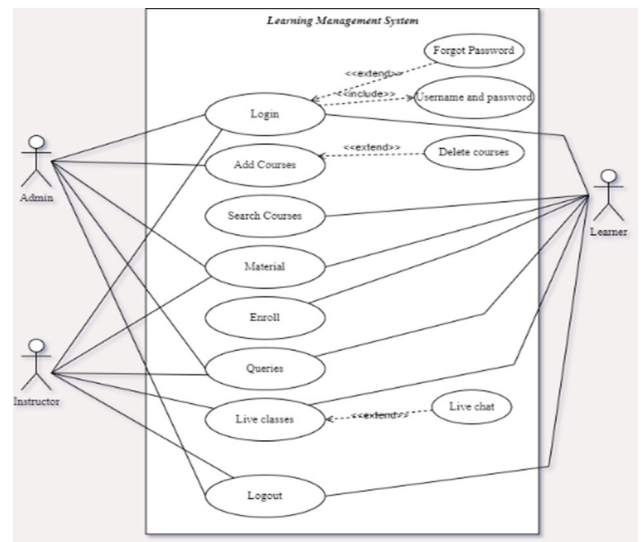 Learning Management System
Forgot Password
<<extend>>
<<include>>
Username and password
Login
Admin
Add Courses
<<extend>>
Delete courses
Search Courses
Learner
Material
Enroll
Queries
Instructor
Live classes
<<extend>>
Live chat
Logout